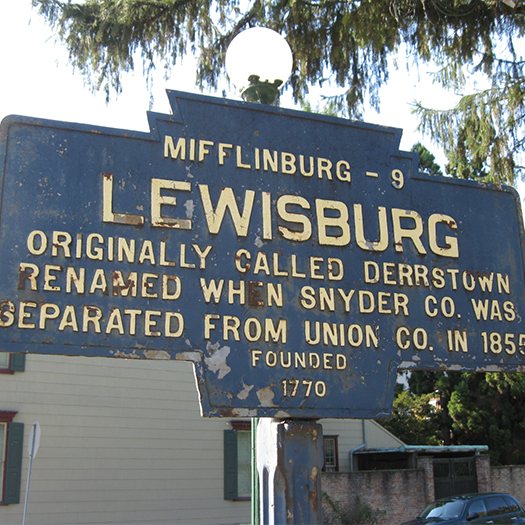 MIFFLINBURG - 9
LEWISBURG
ORIGINALLY CALLED DERRSTOWN
RENAMED WHEN SNYDER CO. WAS
SEPARATED FROM UNION CO. IN 1855
FOUNDED
1770